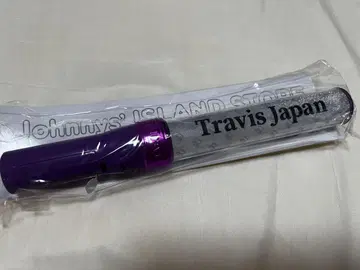 Johnnys' ISLAND STORE
Travis Japan